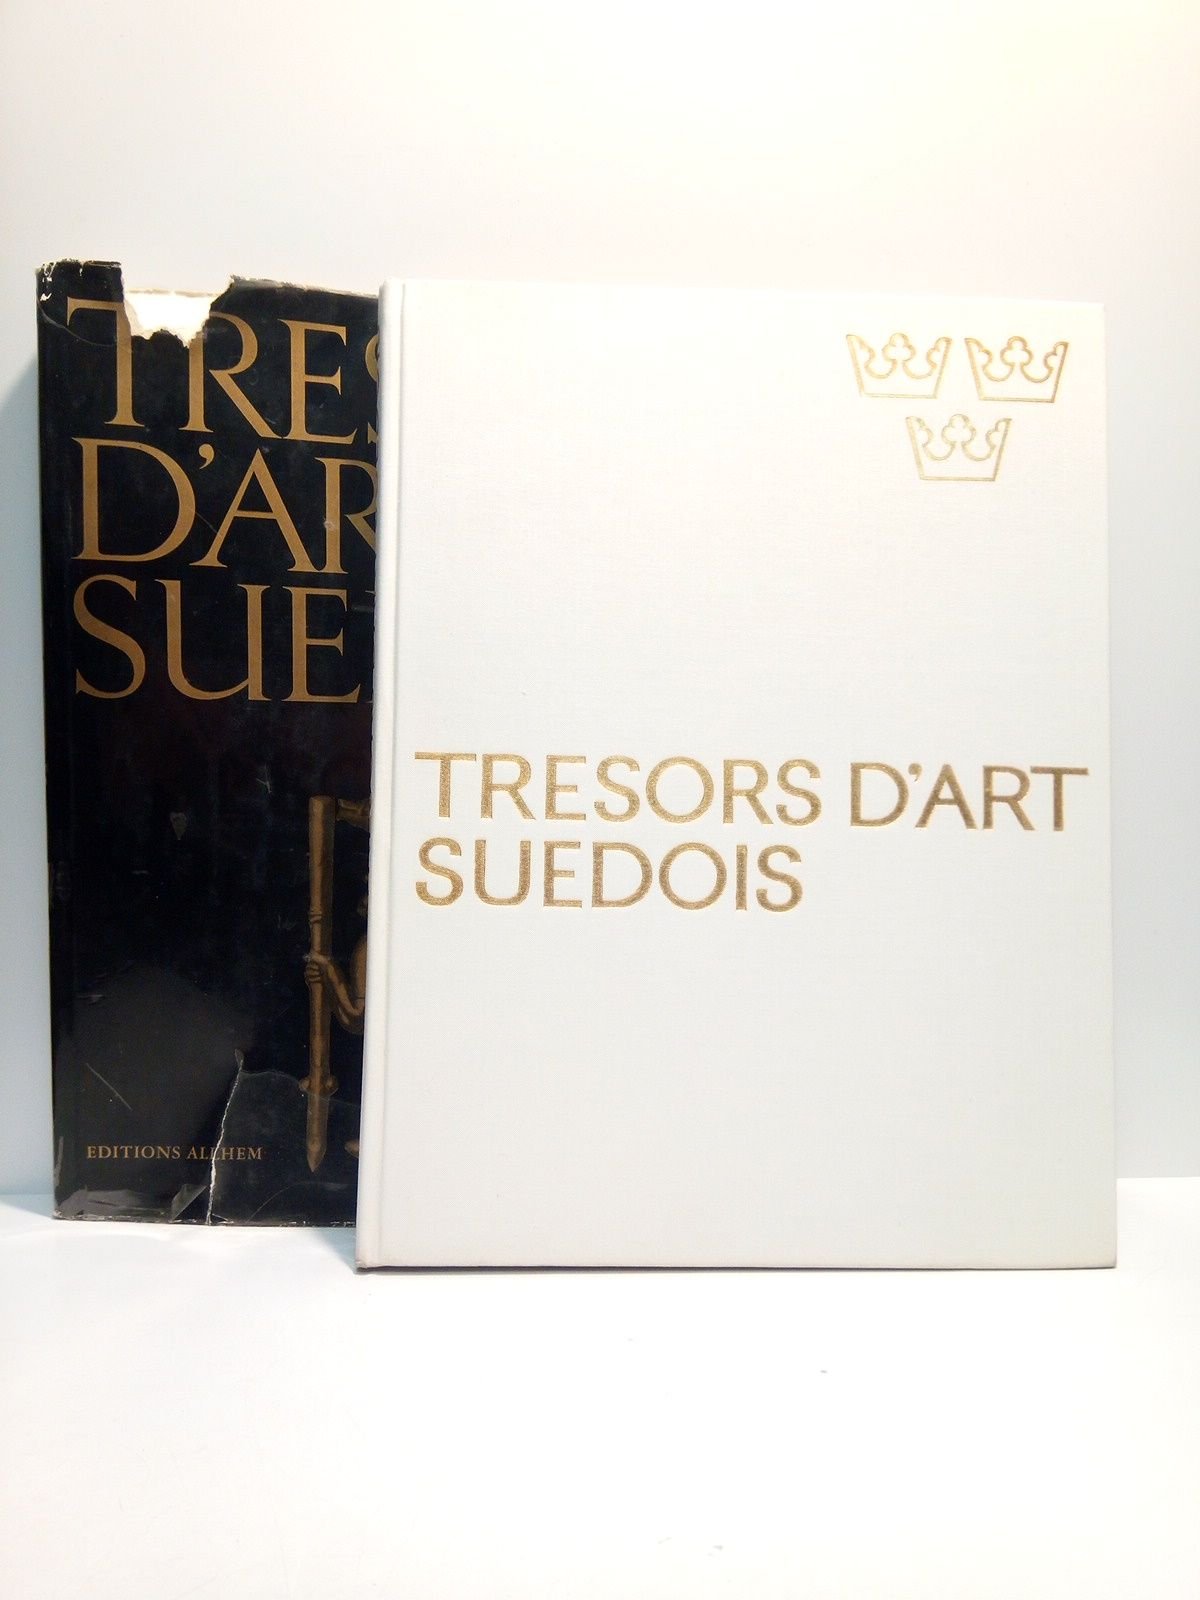 TRES
D'AR
SUE
EDITIONS ALLHEM
TRESORS D'ART
SUEDOIS